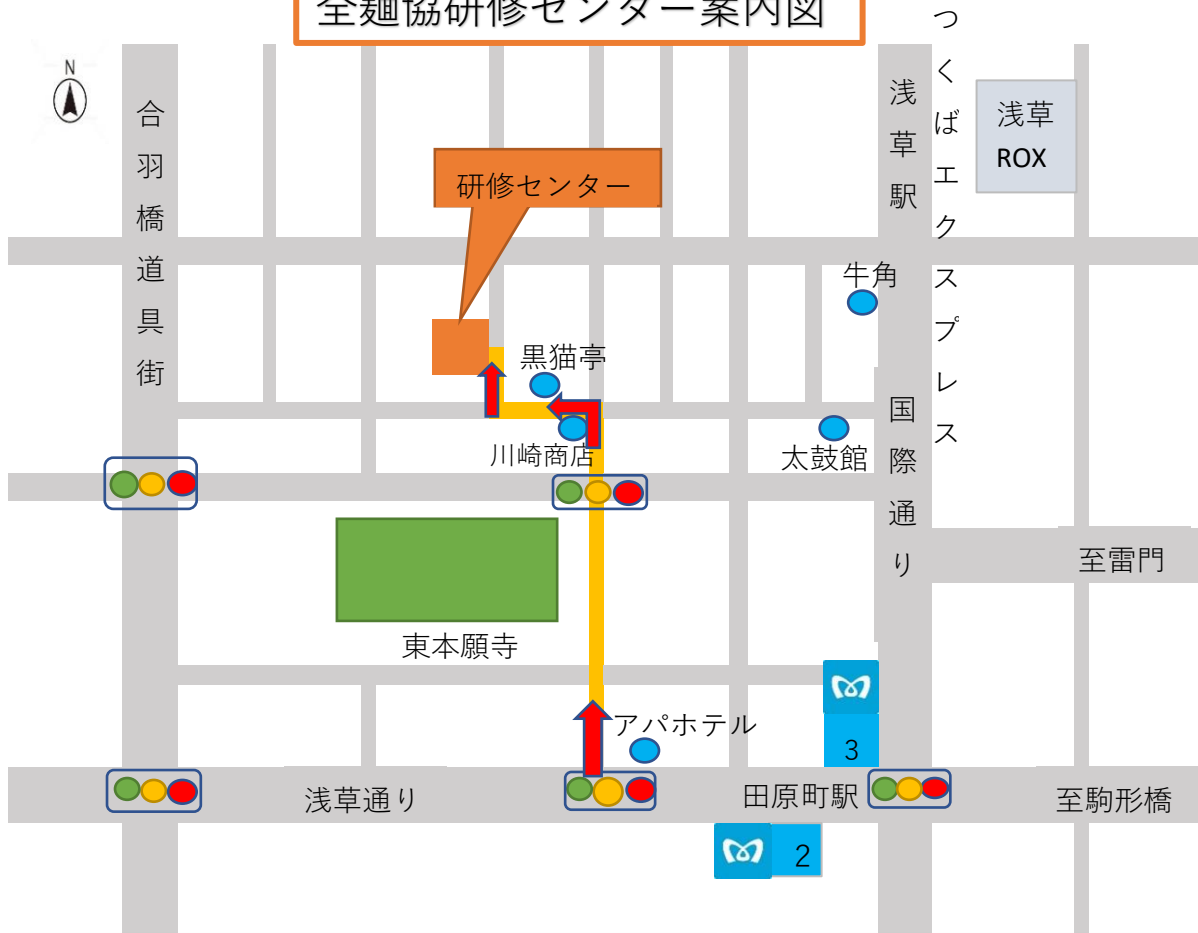 全麺協研修センター案内図
N
合羽橋道具街
浅草駅
つくばエクスプレス
浅草
ROX
研修センター
牛角
黒猫亭
川崎商店
太鼓館
国際通り
至雷門
東本願寺
アパホテル
3
浅草通り
田原町駅
至駒形橋
2